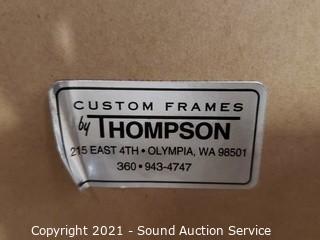 CUSTOM FRAMES
by THOMPSON
215 EAST 4TH • OLYMPIA, WA 98501
360 • 943-4747
Copyright 2021 - Sound Auction Service